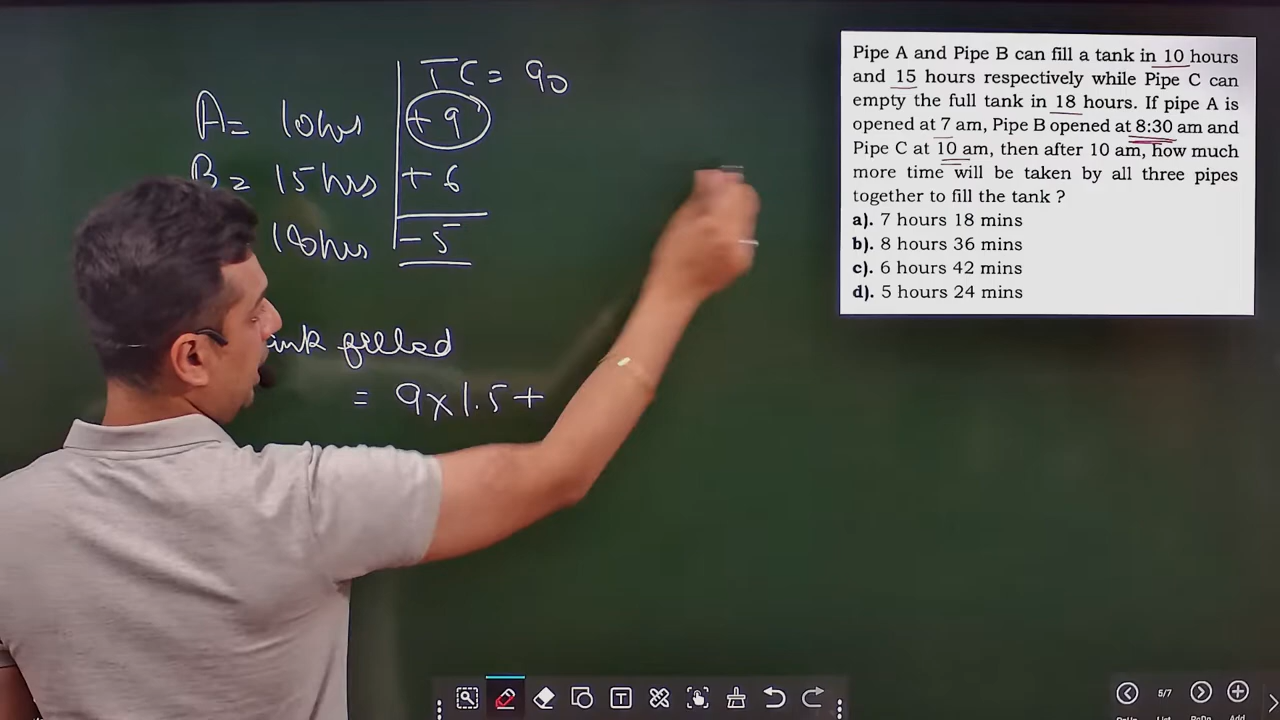 TC = 90
A = 10hrs +9
B = 15hrs +6
18hrs -5
ank filled
= 9x1.5+
Pipe A and Pipe B can fill a tank in 10 hours
and 15 hours respectively while Pipe C can
empty the full tank in 18 hours. If pipe A is
opened at 7 am, Pipe B opened at 8:30 am and
Pipe C at 10 am, then after 10 am, how much
more time will be taken by all three pipes
together to fill the tank ?
a). 7 hours 18 mins
b). 8 hours 36 mins
c). 6 hours 42 mins
d). 5 hours 24 mins
5/7